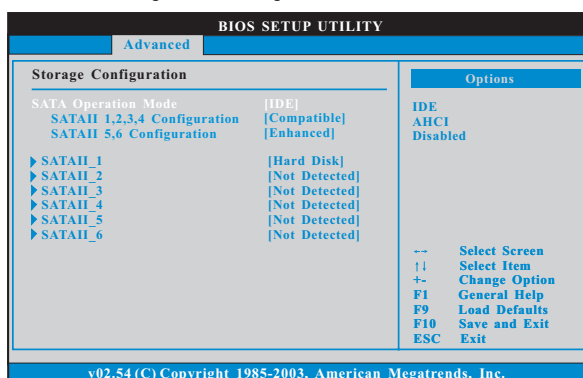 BIOS SETUP UTILITY
Advanced
Storage Configuration
SATA Operation Mode [IDE]
SATAII 1,2,3,4 Configuration [Compatible]
SATAII 5,6 Configuration [Enhanced]
SATAII_1 [Hard Disk]
SATAII_2 [Not Detected]
SATAII_3 [Not Detected]
SATAII_4 [Not Detected]
SATAII_5 [Not Detected]
SATAII_6 [Not Detected]
Options
IDE
AHCI
Disabled
←→ Select Screen
↑↓ Select Item
+- Change Option
F1 General Help
F9 Load Defaults
F10 Save and Exit
ESC Exit
v02.54 (C) Copyright 1985-2003, American Megatrends, Inc.